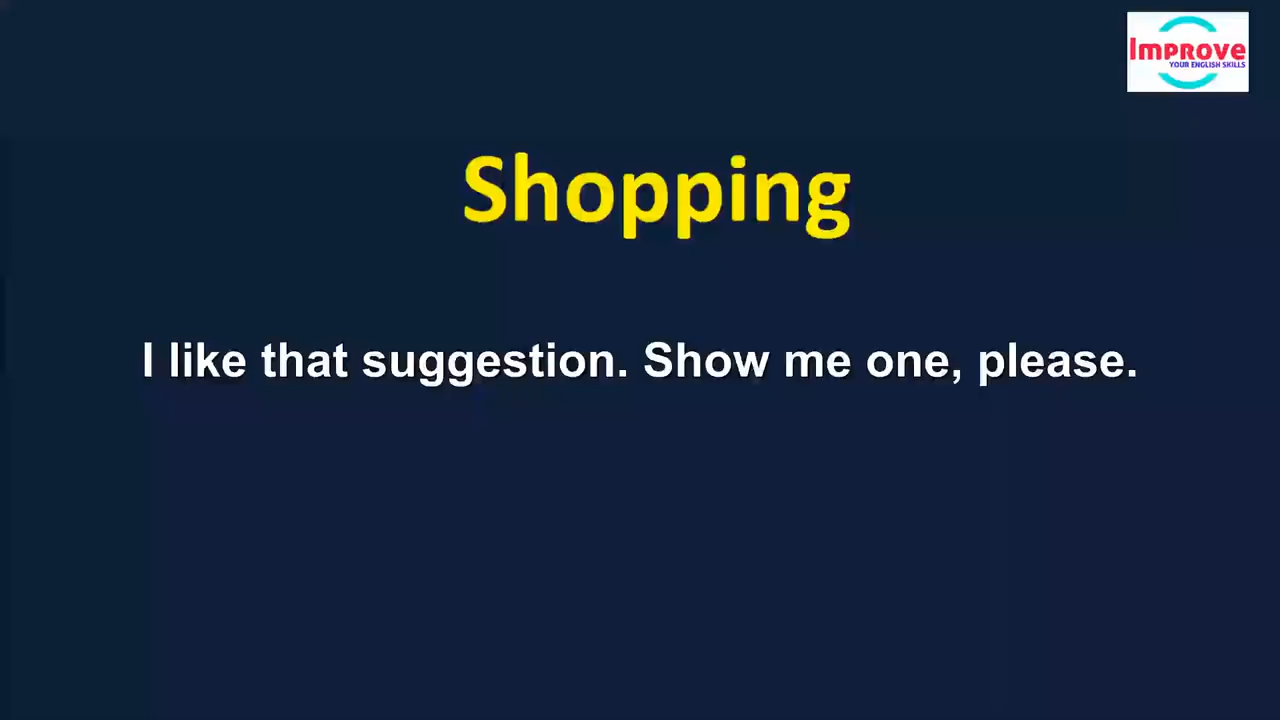 Improve
YOUR ENGLISH SKILLS
Shopping
I like that suggestion. Show me one, please.